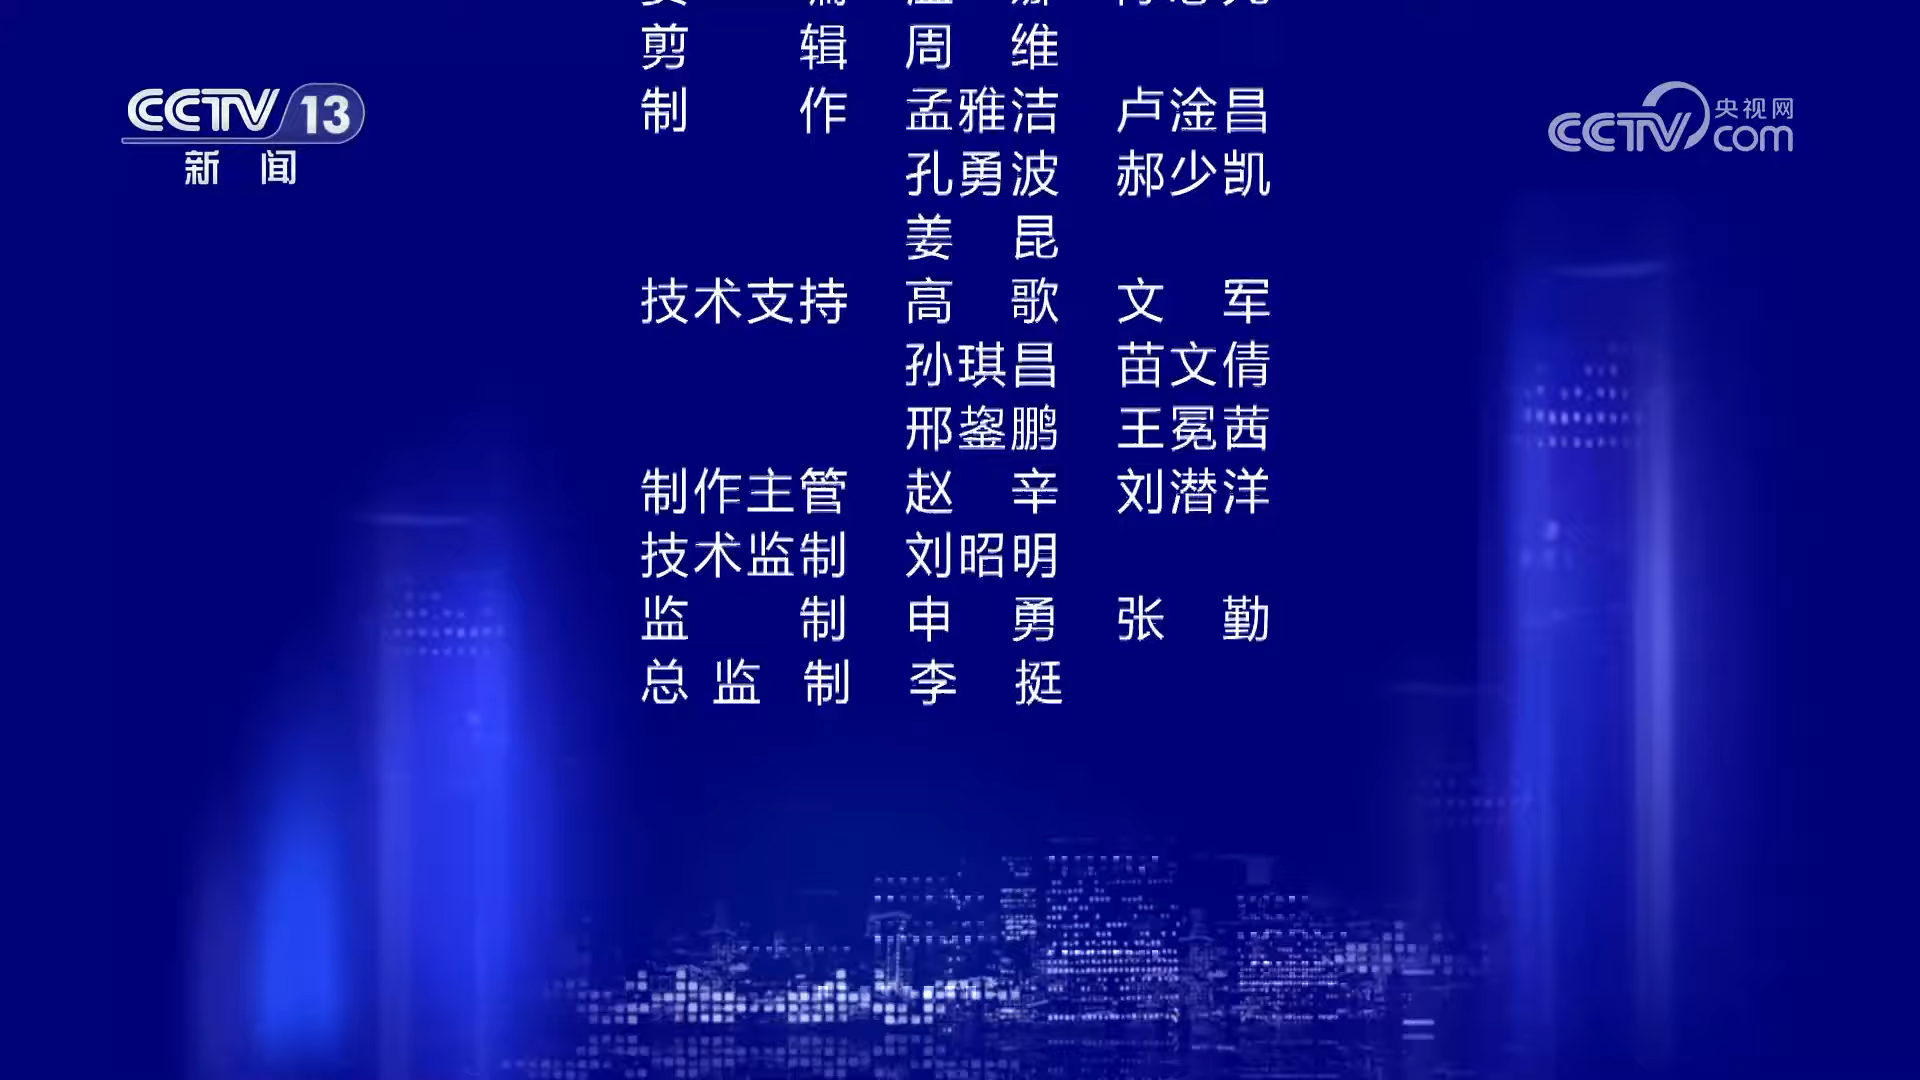 剪辑 周维
CCTV 13
新闻
央视网
CCTV.com
制作 孟雅洁 卢淦昌
孔勇波 郝少凯
姜昆
技术支持 高歌 文军
孙琪昌 苗文倩
邢鋆鹏 王冕茜
制作主管 赵辛 刘潜洋
技术监制 刘昭明
监制 申勇 张勤
总监制 李挺